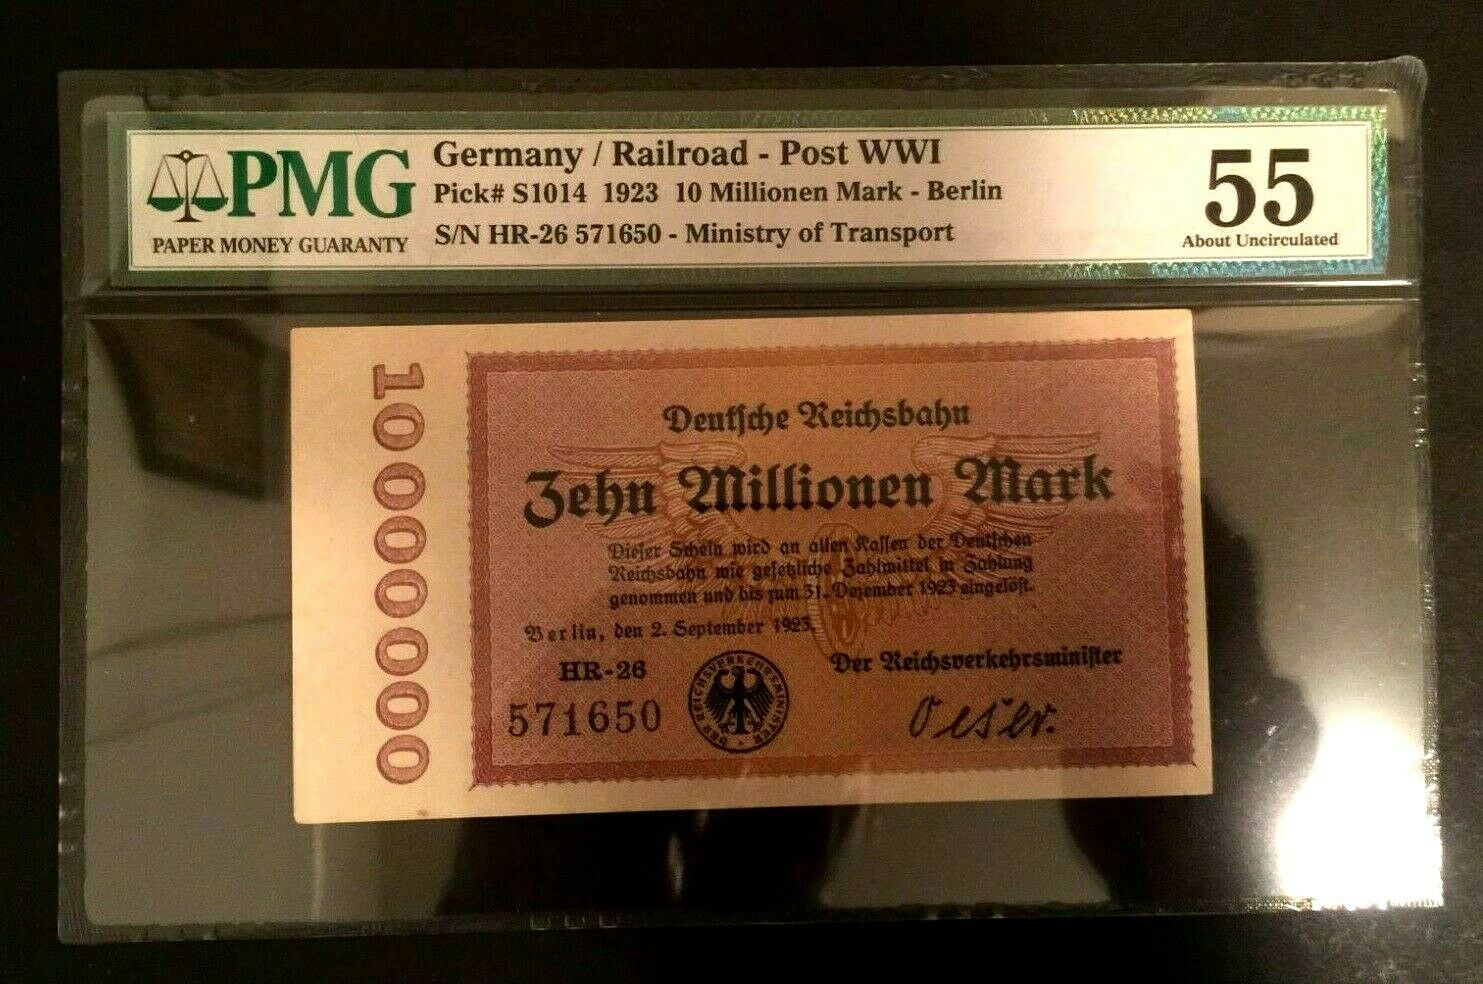 PMG
PAPER MONEY GUARANTY
Germany / Railroad - Post WWI
Pick# S1014 1923 10 Millionen Mark - Berlin
S/N HR-26 571650 - Ministry of Transport
55
About Uncirculated
10000000
Deutsche Reichsbahn
Zehn Millionen Mark
Dieser Schein wird an allen Kassen der Deutschen
Reichsbahn wie gesetzliche Zahlmittel in Zahlung
genommen und bis zum 31. Dezember 1923 eingelöst.
Berlin, den 2. September 1923.
HR-26
571650
DER REICHSVERKEHRSMINISTER
Der Reichsverkehrsminister
Oeser.